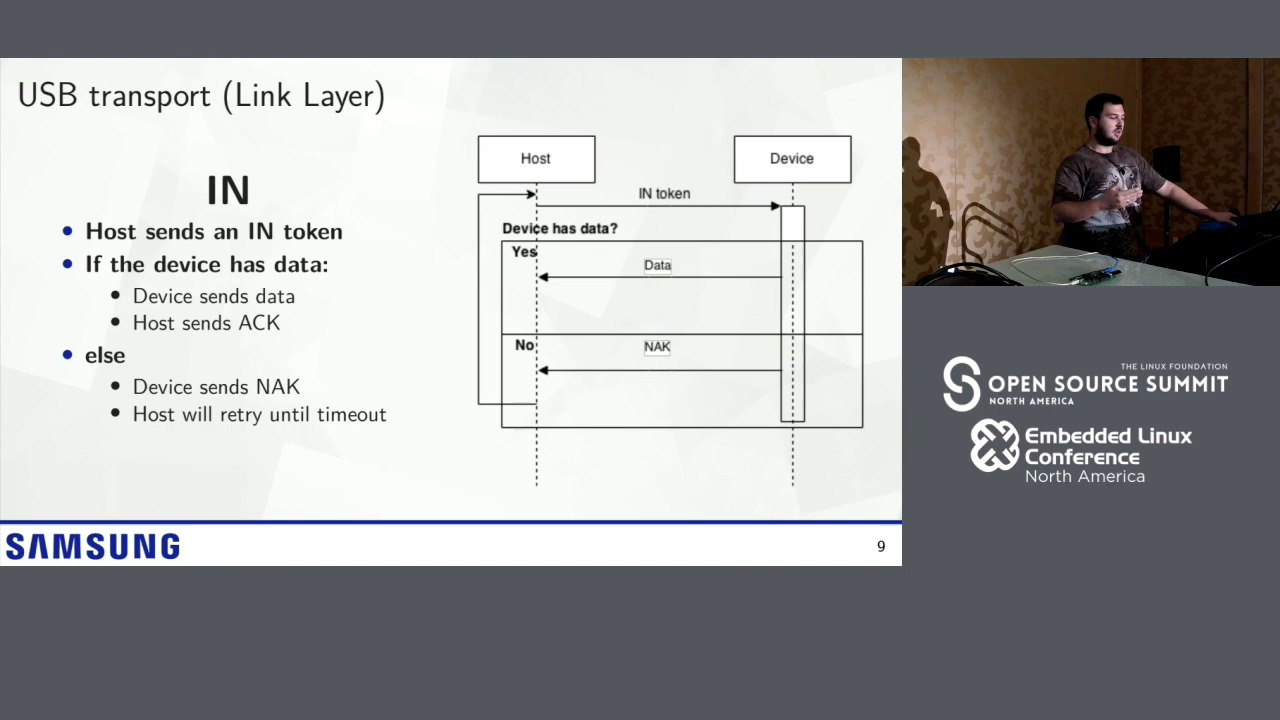 USB transport (Link Layer)
IN
Host sends an IN token
If the device has data:
Device sends data
Host sends ACK
else
Device sends NAK
Host will retry until timeout
Host
Device
IN token
Device has data?
Yes
Data
No
NAK
SAMSUNG
9
THE LINUX FOUNDATION
OPEN SOURCE SUMMIT
NORTH AMERICA
Embedded Linux
Conference
North America